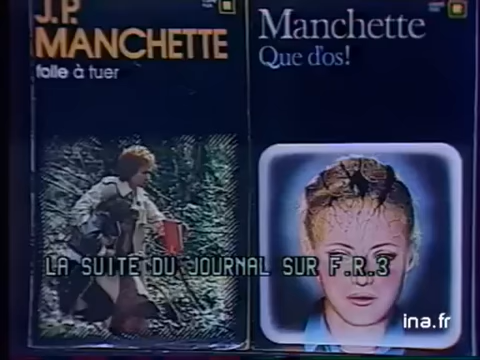 J.P.
MANCHETTE
folle à tuer
Manchette
Que d'os!
LA SUITE DU JOURNAL SUR F.R.3
ina.fr